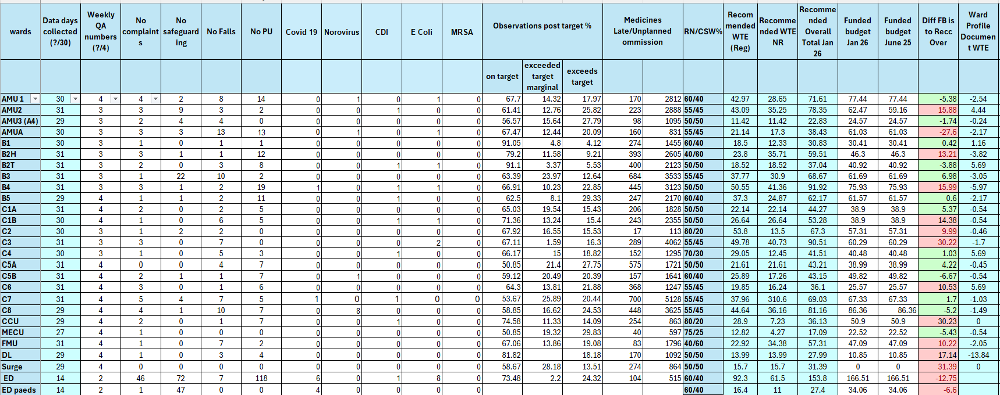 wards Data days collected (?/30) Weekly QA numbers (?/4) No complaint s No safeguard ing No Falls No PU Covid 19 Norovirus CDI E Coli MRSA Observations post target % Medicines Late/Unplanned ommission RN/CSW% Recom mended WTE (Reg) Recomme nded WTE NR Recomme nded Overall Total Jan 26 Funded budget Jan 26 Funded budget June 25 Diff FB is to Recc Over Ward Profile Documen t WTE
on target exceeded target marginal exceeds target
AMU 1 30 4 4 2 8 14 0 1 0 1 0 67.7 14.32 17.97 170 2812 60/40 42.97 28.65 71.61 77.44 77.44 -5.38 -2.54
AMU2 31 3 3 9 3 2 0 0 1 0 0 61.41 12.76 25.82 223 2888 55/45 43.09 35.25 78.35 62.47 59.16 15.88 4.44
AMU3 (A4) 29 3 2 4 4 0 0 0 0 0 0 56.57 15.64 27.79 98 1095 50/50 11.42 11.42 22.83 24.57 24.57 -1.74 -0.24
AMUA 30 3 3 3 13 13 0 1 0 1 0 67.47 12.44 20.09 160 831 55/45 21.14 17.3 38.43 61.03 61.03 -27.6 -2.17
B1 30 3 1 0 1 1 0 0 0 0 0 91.05 4.8 4.12 274 1455 60/40 18.5 12.33 30.83 30.41 30.41 0.42 1.16
B2H 31 3 3 1 1 12 0 0 0 0 0 79.2 11.58 9.21 393 2605 40/60 23.8 35.71 59.51 46.3 46.3 13.21 -3.82
B2T 31 3 2 0 3 8 0 0 1 1 0 91.1 3.37 5.53 400 2123 50/50 18.52 18.52 37.04 40.92 40.92 -3.88 5.69
B3 31 3 1 22 10 2 0 0 0 0 0 63.39 23.97 12.64 684 3533 55/45 37.77 30.9 68.67 61.69 61.69 6.98 -3.05
B4 31 3 3 1 2 19 1 0 1 1 0 66.91 10.23 22.85 445 3123 50/50 50.55 41.36 91.92 75.93 75.93 15.99 -5.97
B5 29 4 1 1 2 11 0 0 1 0 0 62.5 8.1 29.33 247 2170 60/40 37.3 24.87 62.17 61.57 61.57 0.6 -2.17
C1A 31 4 2 0 2 5 0 0 0 0 0 65.03 19.54 15.43 206 1828 50/50 22.14 22.14 44.27 38.9 38.9 5.37 -0.54
C1B 30 4 1 0 6 5 0 0 1 1 0 71.36 13.24 15.4 243 2355 50/50 26.64 26.64 53.28 38.9 38.9 14.38 -0.54
C2 30 3 1 2 2 0 0 0 0 0 0 67.92 16.55 15.53 17 113 80/20 53.8 13.5 67.3 57.31 57.31 9.99 -0.46
C3 31 3 3 0 7 0 0 0 0 2 0 67.11 1.59 16.3 289 4062 55/45 49.78 40.73 90.51 60.29 60.29 30.22 -1.7
C4 30 3 1 0 5 3 0 0 1 0 0 66.17 15 18.82 152 1295 70/30 29.05 12.45 41.51 40.48 40.48 1.03 5.69
C5A 31 4 0 0 4 7 0 0 0 0 0 50.85 21.4 27.75 575 1721 50/50 21.61 21.61 43.21 38.99 38.99 4.22 -0.45
C5B 31 4 2 1 1 7 0 1 0 0 0 59.12 20.49 20.39 157 1641 60/40 25.89 17.26 43.15 49.82 49.82 -6.67 -0.54
C6 31 4 3 0 1 6 0 0 0 0 0 64.3 13.81 21.88 368 1247 55/45 19.85 16.24 36.1 25.57 25.57 10.53 5.69
C7 31 4 5 4 7 5 1 0 1 0 0 53.67 25.89 20.44 700 5128 55/45 37.96 310.6 69.03 67.33 67.33 1.7 -1.03
C8 29 4 4 1 10 7 0 8 0 0 0 58.85 16.62 24.53 448 3625 55/45 44.64 36.16 81.16 86.36 86.36 -5.2 -1.49
CCU 29 4 2 0 1 7 0 0 1 0 0 74.58 11.33 14.09 254 863 80/20 28.9 7.23 36.13 50.9 50.9 30.23 0
MECU 27 4 1 0 0 0 0 0 0 0 0 50.85 19.32 29.83 40 597 75/25 12.82 4.27 17.09 22.52 22.52 -5.43 -0.54
FMU 31 4 1 0 7 2 0 0 0 0 0 67.06 13.86 19.08 83 1796 40/60 22.92 34.38 57.31 47.09 47.09 10.22 -2.05
DL 29 4 1 0 3 4 0 0 0 0 0 81.82 18.18 170 1092 50/50 13.99 13.99 27.99 10.85 10.85 17.14 -13.84
Surge 29 4 0 0 0 0 0 0 0 0 0 58.67 28.18 13.51 274 864 50/50 15.7 15.7 31.39 0 0 31.39 0
ED 14 2 46 72 7 118 6 0 1 8 0 73.48 2.2 24.32 104 515 60/40 92.3 61.5 153.8 166.51 166.51 -12.75
ED paeds 14 2 1 47 0 0 4 0 0 0 0 60/40 16.4 11 27.4 34.06 34.06 -6.6